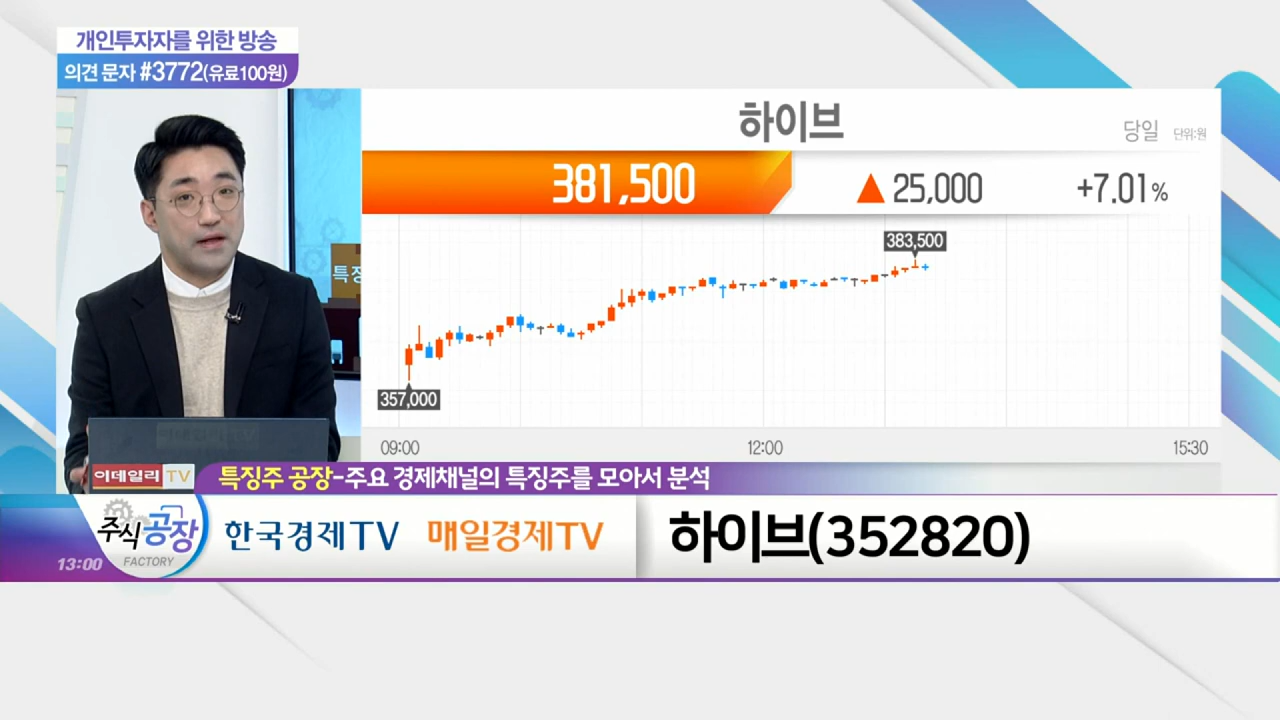 개인투자자를 위한 방송
의견 문자 #3772(유료100원)
하이브
당일 단위:원
381,500 ▲ 25,000 +7.01%
383,500
특징
357,000
09:00 12:00 15:30
이데일리 TV
특징주 공장-주요 경제채널의 특징주를 모아서 분석
주식공장
FACTORY
13:00
한국경제TV 매일경제TV
하이브(352820)